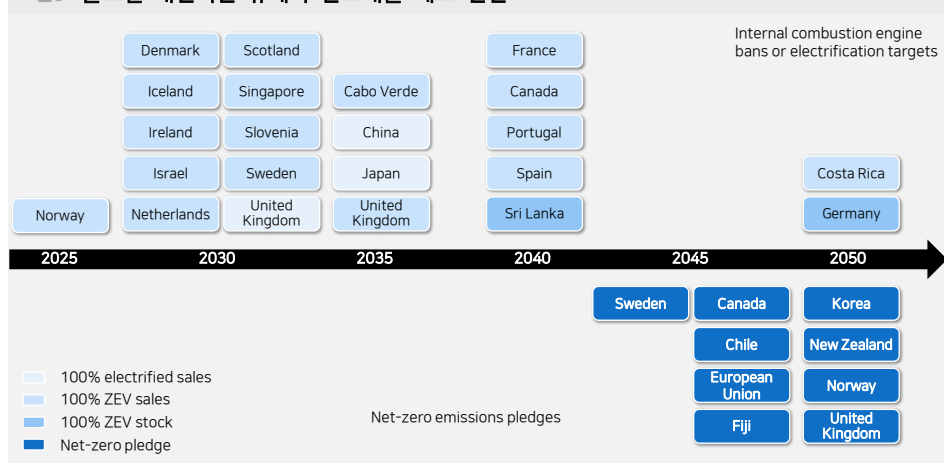 Internal combustion engine
bans or electrification targets
Denmark
Scotland
France
Iceland
Singapore
Cabo Verde
Canada
Ireland
Slovenia
China
Portugal
Israel
Sweden
Japan
Spain
Costa Rica
Norway
Netherlands
United
Kingdom
United
Kingdom
Sri Lanka
Germany
2025
2030
2035
2040
2045
2050
Sweden
Canada
Korea
Chile
New Zealand
European
Union
Norway
Fiji
United
Kingdom
100% electrified sales
100% ZEV sales
100% ZEV stock
Net-zero pledge
Net-zero emissions pledges